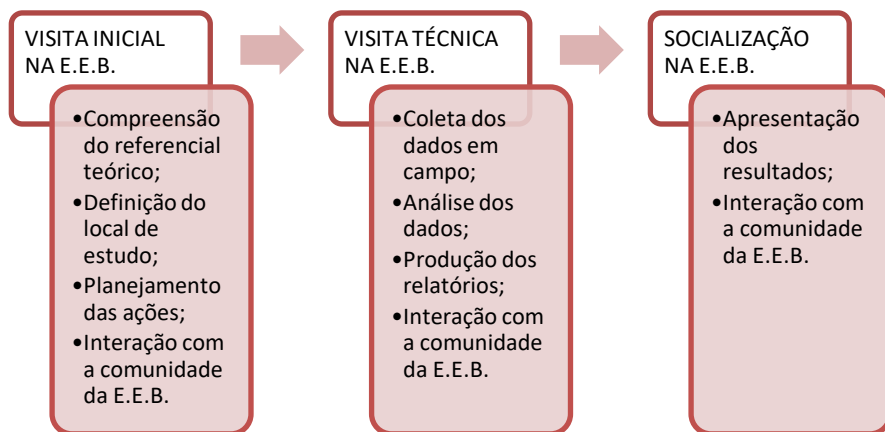 VISITA INICIAL
NA E.E.B.
•Compreensão
do referencial
teórico;
•Definição do
local de
estudo;
•Planejamento
das ações;
•Interação com
a comunidade
da E.E.B.
VISITA TÉCNICA
NA E.E.B.
•Coleta dos
dados em
campo;
•Análise dos
dados;
•Produção dos
relatórios;
•Interação com
a comunidade
da E.E.B.
SOCIALIZAÇÃO
NA E.E.B.
•Apresentação
dos
resultados;
•Interação com
a comunidade
da E.E.B.